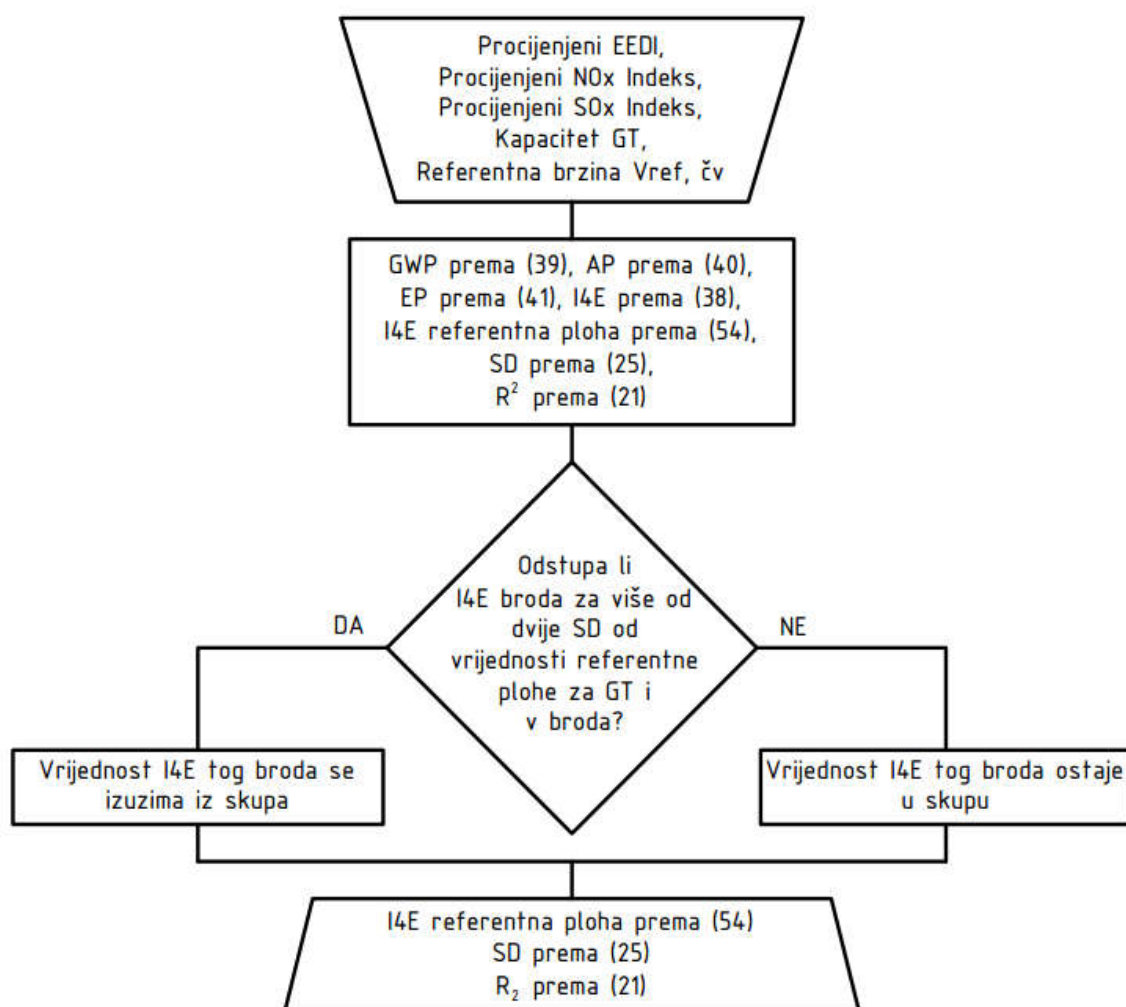 Procijenjeni EEDI,
Procijenjeni NOx Indeks,
Procijenjeni SOx Indeks,
Kapacitet GT,
Referentna brzina Vref, čv
GWP prema (39), AP prema (40),
EP prema (41), I4E prema (38),
I4E referentna ploha prema (54),
SD prema (25),
R² prema (21)
Odstupa li
I4E broda za više od
dvije SD od
vrijednosti referentne
plohe za GT i
v broda?
DA
NE
Vrijednost I4E tog broda se
izuzima iz skupa
Vrijednost I4E tog broda ostaje
u skupu
I4E referentna ploha prema (54)
SD prema (25)
R₂ prema (21)